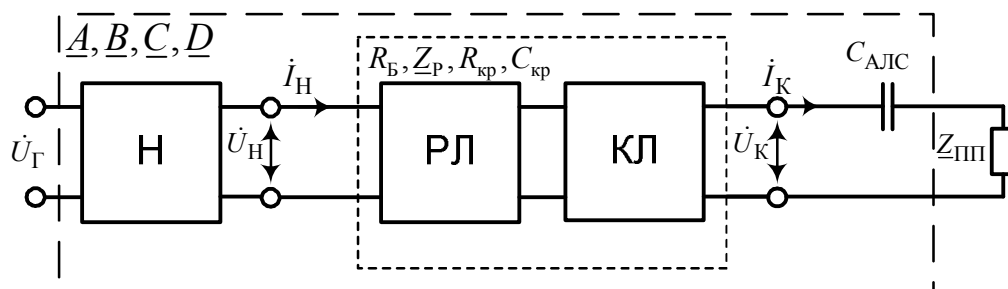 A, B, C, D
R_Б, Z_Р, R_кр, C_кр
C_АЛС
İ_Н
İ_К
U̇_Г
Н
U̇_Н
РЛ
КЛ
U̇_К
Z_ПП